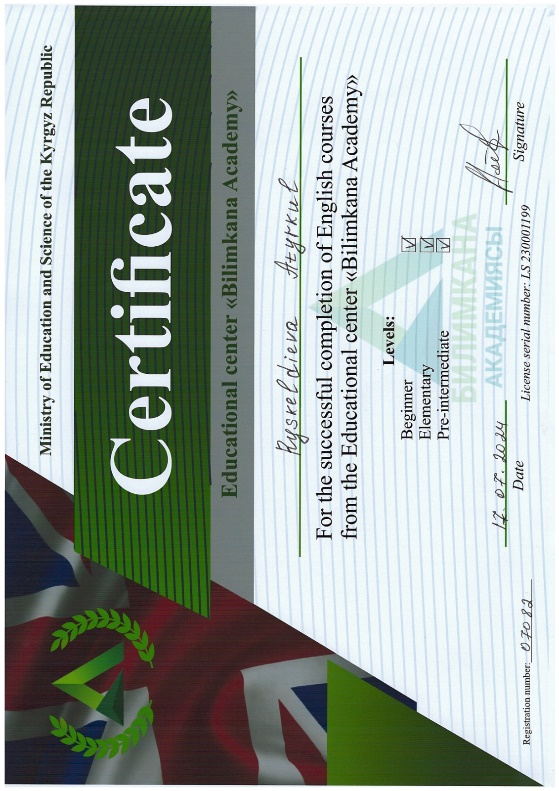 Ministry of Education and Science of the Kyrgyz Republic
Certificate
Educational center «Bilimkana Academy»
Ryskeldieva Atyrkul
For the successful completion of English courses
from the Educational center «Bilimkana Academy»
Levels:
Beginner ☑
Elementary ☑
Pre-intermediate ☑
БИЛИМКАНА
АКАДЕМИЯСЫ
17.07.2024
Date
License serial number: LS 230001199
Signature
Registration number: 07082